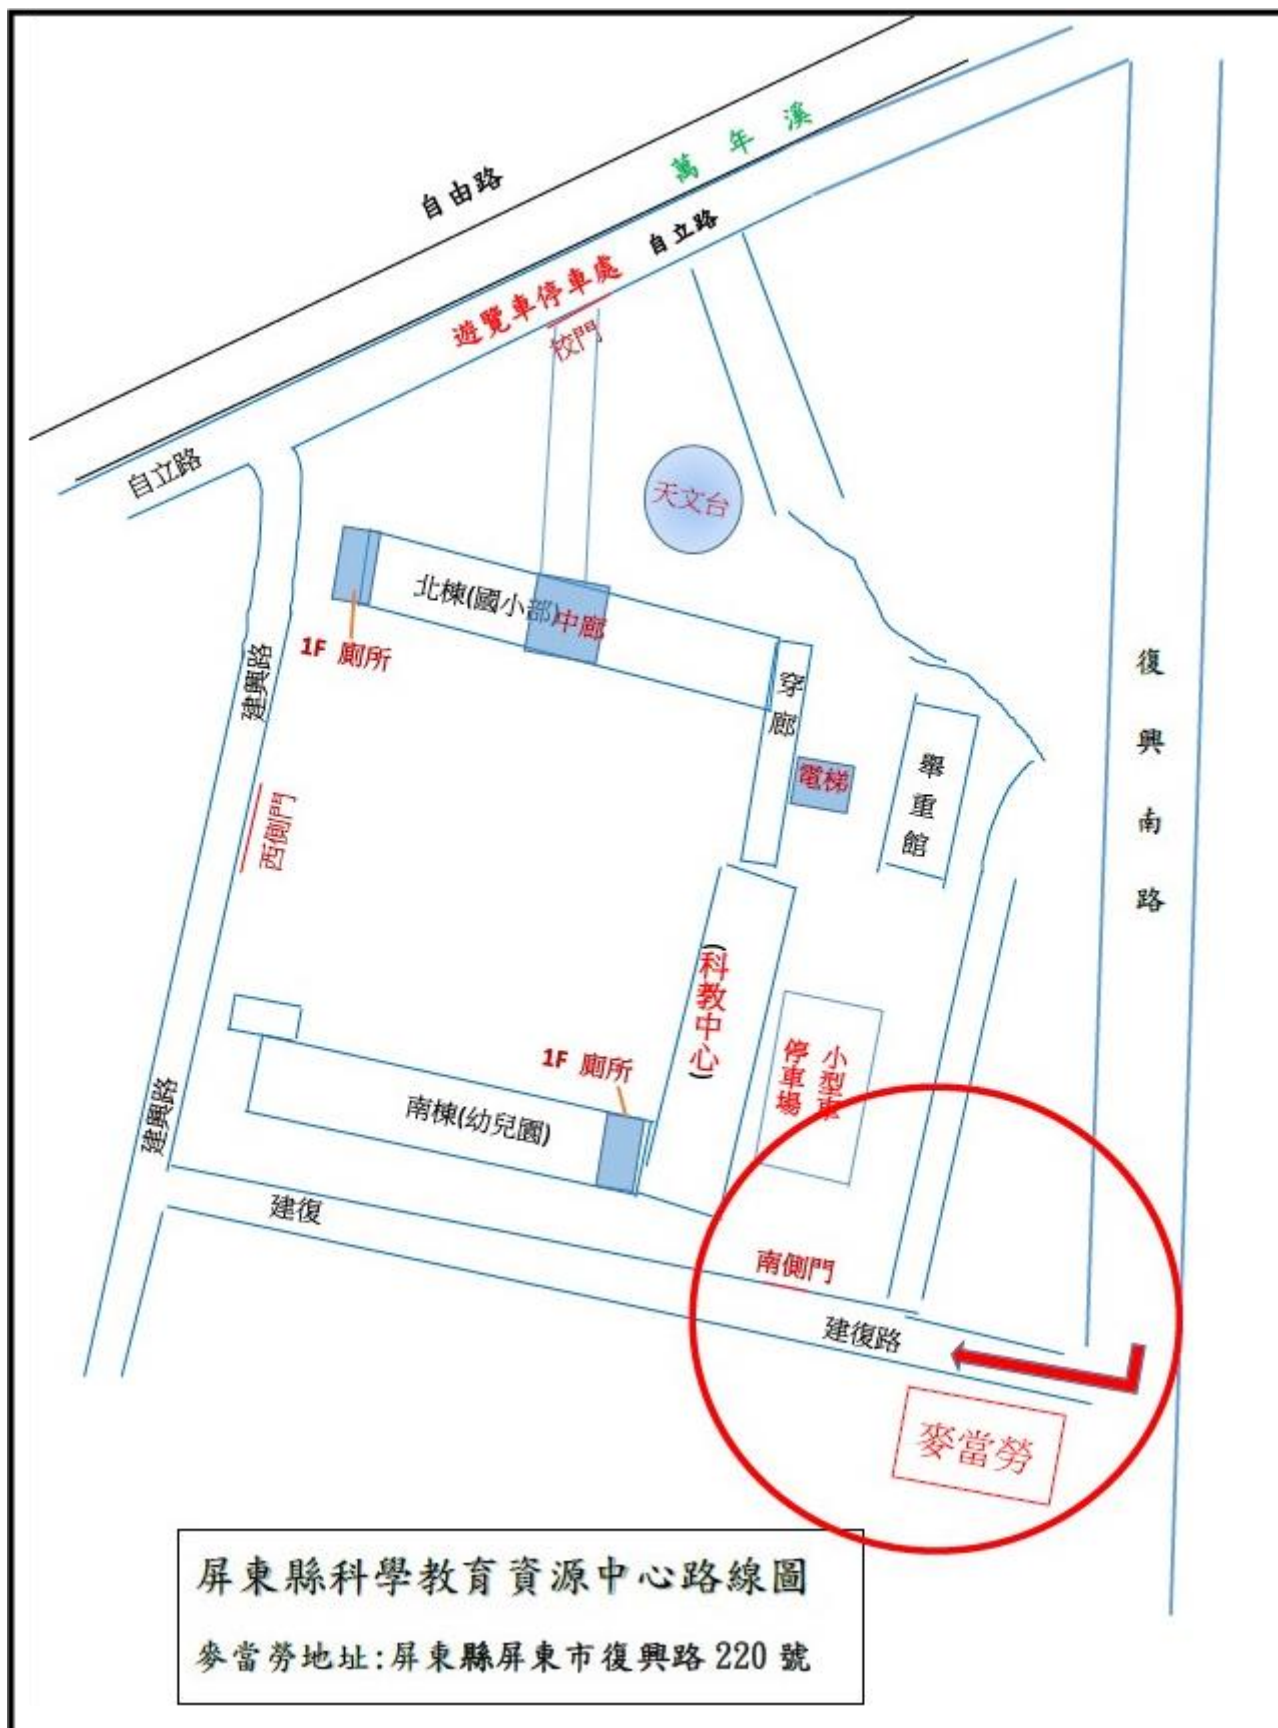 萬年溪
自由路
自立路
遊覽車停車處
校門
自立路
天文台
北棟(國小部)
中廊
1F 廁所
建興路
穿廊
復興南路
電梯
舉重館
西側門
(科教中心)
小型車
停車場
1F 廁所
南棟(幼兒園)
建興路
建復
南側門
建復路
麥當勞
屏東縣科學教育資源中心路線圖
麥當勞地址:屏東縣屏東市復興路 220 號